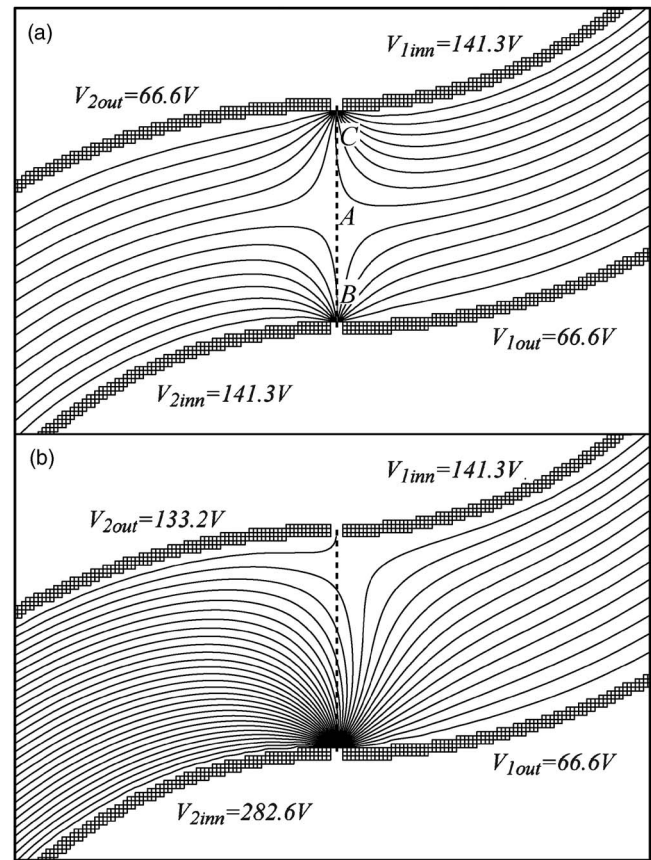 (a)
V1inn=141.3V
V2out=66.6V
C
A
B
V1out=66.6V
V2inn=141.3V
(b)
V1inn=141.3V
V2out=133.2V
V1out=66.6V
V2inn=282.6V